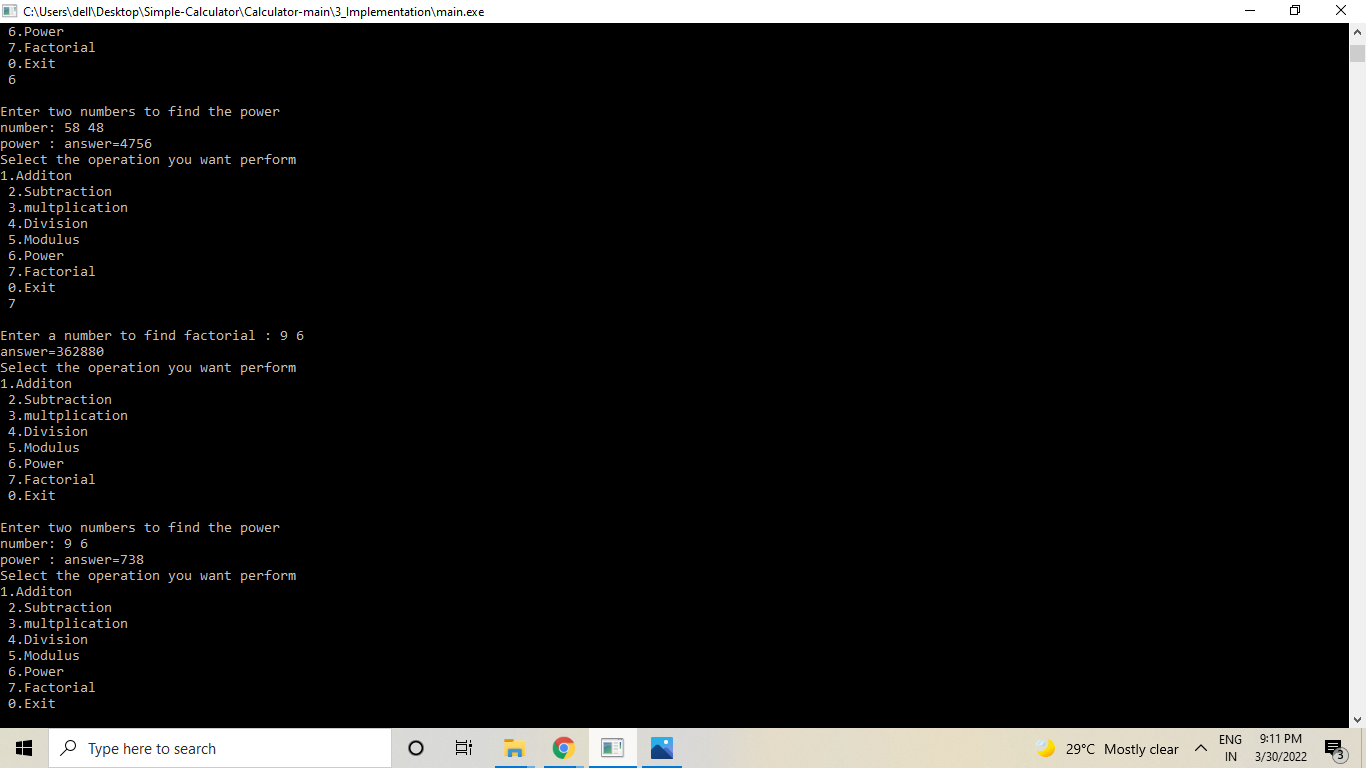 C:\Users\dell\Desktop\Simple-Calculator\Calculator-main\3_Implementation\main.exe
6.Power
7.Factorial
0.Exit
6
Enter two numbers to find the power
number: 58 48
power : answer=4756
Select the operation you want perform
1.Additon
2.Subtraction
3.multplication
4.Division
5.Modulus
6.Power
7.Factorial
0.Exit
7
Enter a number to find factorial : 9 6
answer=362880
Select the operation you want perform
1.Additon
2.Subtraction
3.multplication
4.Division
5.Modulus
6.Power
7.Factorial
0.Exit
Enter two numbers to find the power
number: 9 6
power : answer=738
Select the operation you want perform
1.Additon
2.Subtraction
3.multplication
4.Division
5.Modulus
6.Power
7.Factorial
0.Exit
Type here to search
29°C Mostly clear
ENG
IN
9:11 PM
3/30/2022
3